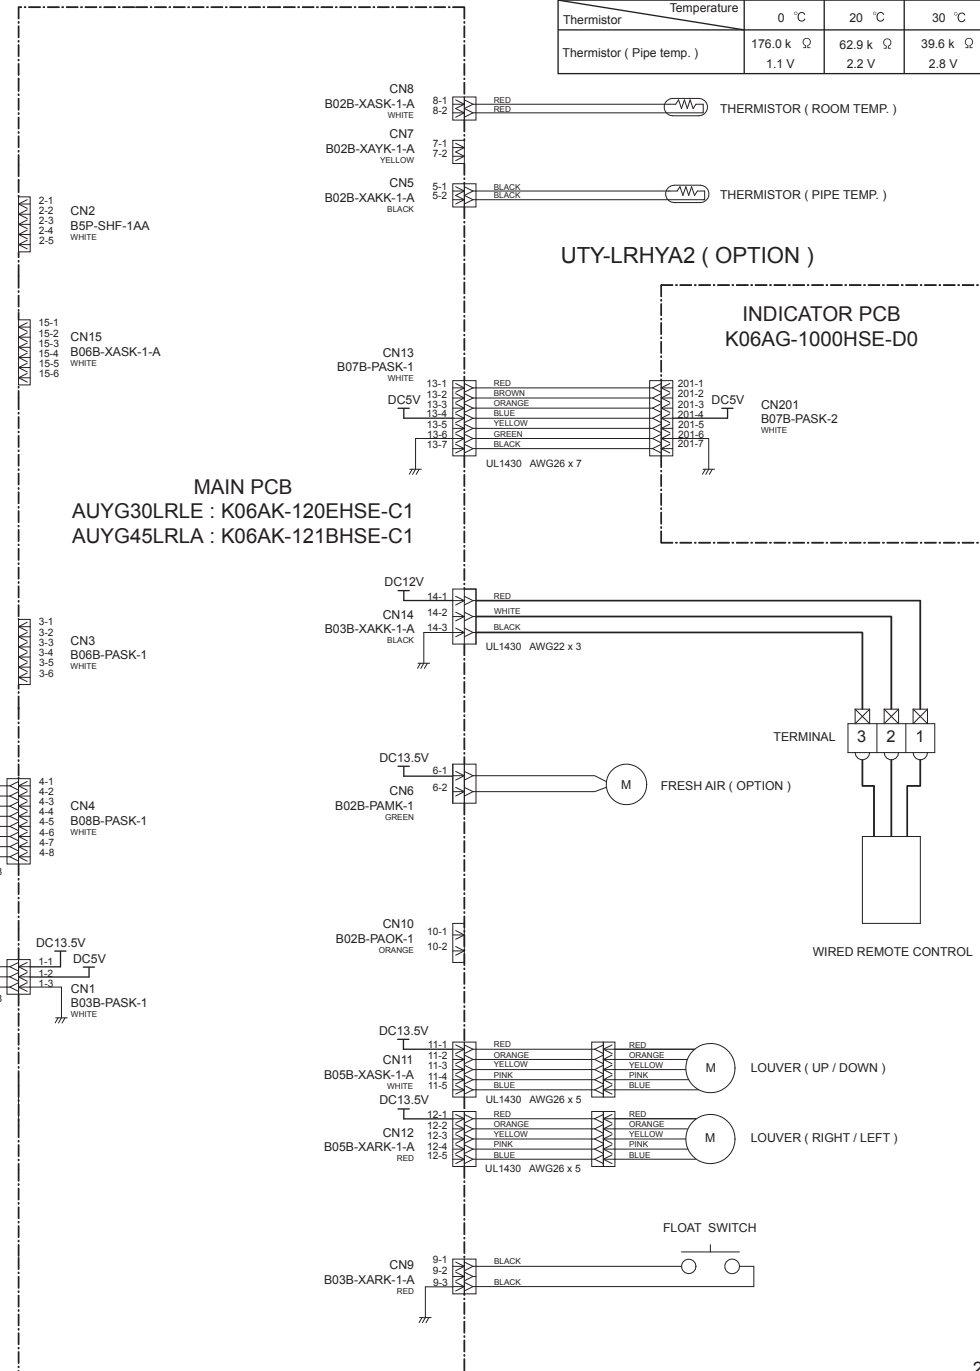 Temperature
Thermistor
0 ℃
20 ℃
30 ℃
Thermistor ( Pipe temp. )
176.0 k Ω
62.9 k Ω
39.6 k Ω
1.1 V
2.2 V
2.8 V
CN8
B02B-XASK-1-A
WHITE
8-1
8-2
RED
RED
THERMISTOR ( ROOM TEMP. )
CN7
B02B-XAYK-1-A
YELLOW
7-1
7-2
CN5
B02B-XAKK-1-A
BLACK
5-1
5-2
BLACK
BLACK
THERMISTOR ( PIPE TEMP. )
2-1
2-2
2-3
2-4
2-5
CN2
B5P-SHF-1AA
WHITE
UTY-LRHYA2 ( OPTION )
INDICATOR PCB
K06AG-1000HSE-D0
15-1
15-2
15-3
15-4
15-5
15-6
CN15
B06B-XASK-1-A
WHITE
CN13
B07B-PASK-1
WHITE
DC5V
13-1
13-2
13-3
13-4
13-5
13-6
13-7
RED
BROWN
ORANGE
BLUE
YELLOW
GREEN
BLACK
UL1430 AWG26 x 7
201-1
201-2
201-3
201-4
201-5
201-6
201-7
DC5V
CN201
B07B-PASK-2
WHITE
MAIN PCB
AUYG30LRLE : K06AK-120EHSE-C1
AUYG45LRLA : K06AK-121BHSE-C1
DC12V
14-1
14-2
14-3
CN14
B03B-XAKK-1-A
BLACK
RED
WHITE
BLACK
UL1430 AWG22 x 3
3-1
3-2
3-3
3-4
3-5
3-6
CN3
B06B-PASK-1
WHITE
TERMINAL
3
2
1
DC13.5V
6-1
6-2
CN6
B02B-PAMK-1
GREEN
M
FRESH AIR ( OPTION )
4-1
4-2
4-3
4-4
4-5
4-6
4-7
4-8
CN4
B08B-PASK-1
WHITE
CN10
B02B-PAOK-1
ORANGE
10-1
10-2
WIRED REMOTE CONTROL
DC13.5V
DC5V
1-1
1-2
1-3
CN1
B03B-PASK-1
WHITE
DC13.5V
CN11
B05B-XASK-1-A
WHITE
11-1
11-2
11-3
11-4
11-5
RED
ORANGE
YELLOW
PINK
BLUE
UL1430 AWG26 x 5
RED
ORANGE
YELLOW
PINK
BLUE
M
LOUVER ( UP / DOWN )
DC13.5V
CN12
B05B-XARK-1-A
RED
12-1
12-2
12-3
12-4
12-5
RED
ORANGE
YELLOW
PINK
BLUE
UL1430 AWG26 x 5
RED
ORANGE
YELLOW
PINK
BLUE
M
LOUVER ( RIGHT / LEFT )
FLOAT SWITCH
CN9
B03B-XARK-1-A
RED
9-1
9-2
9-3
BLACK
BLACK